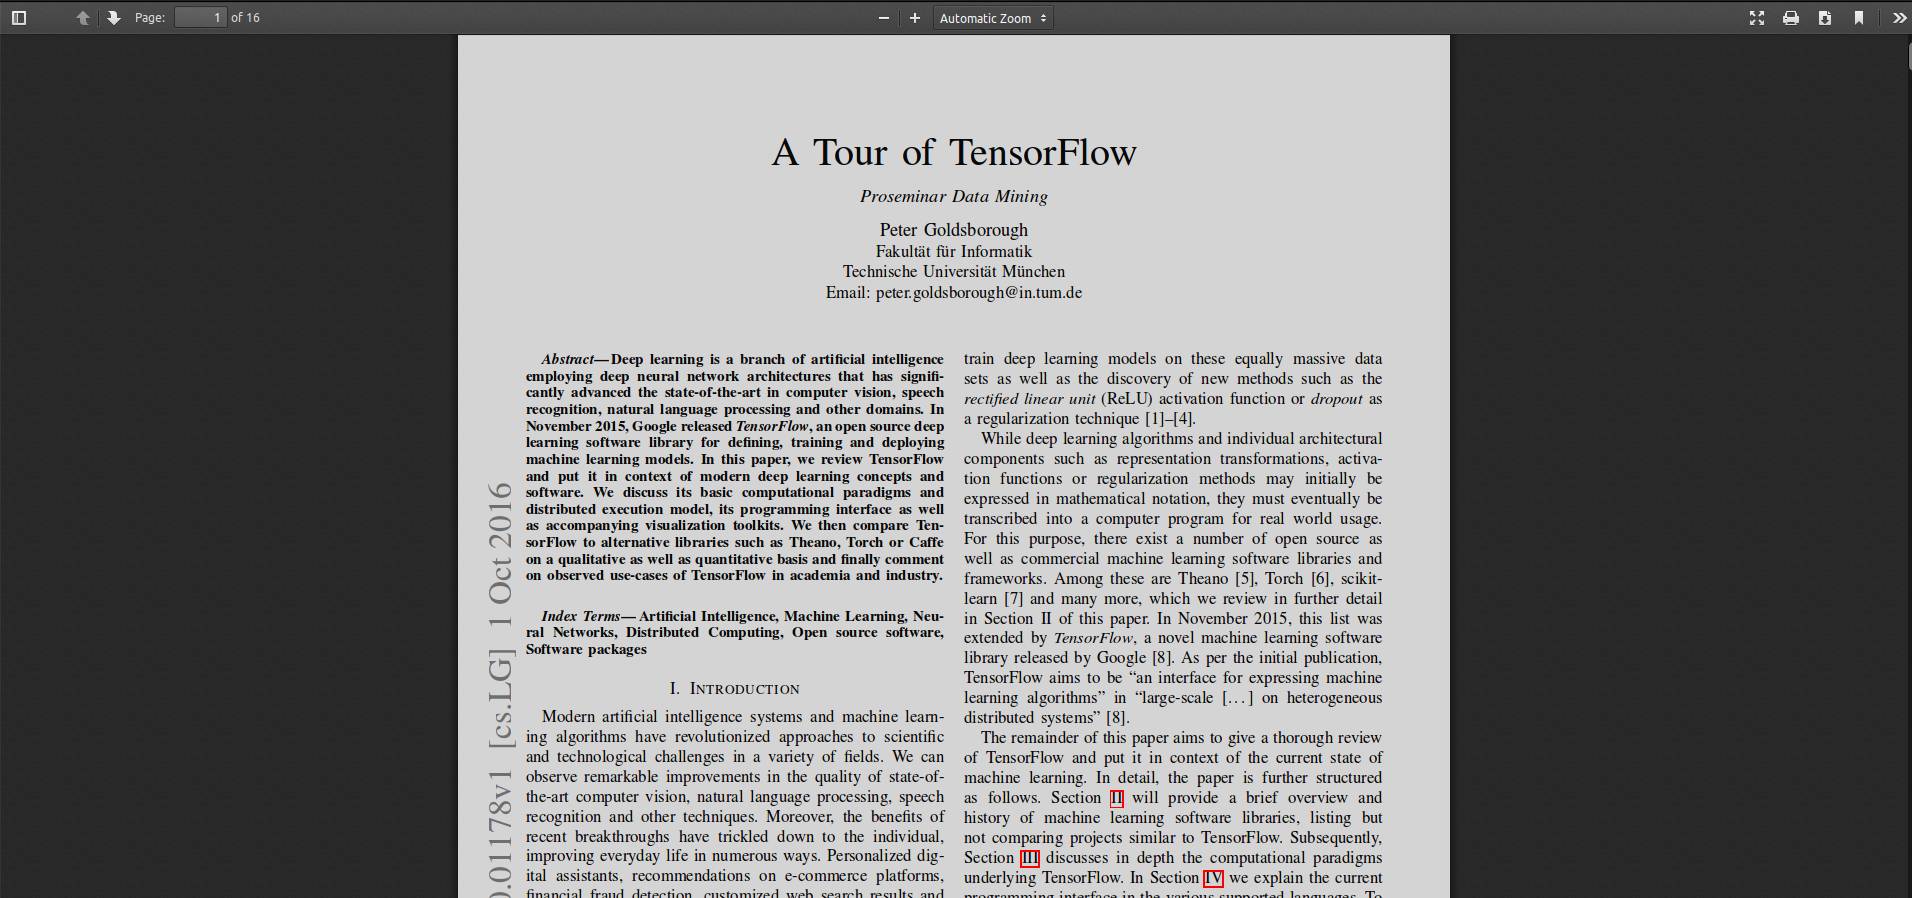 Page: 1 of 16
Automatic Zoom
A Tour of TensorFlow
Proseminar Data Mining
Peter Goldsborough
Fakultät für Informatik
Technische Universität München
Email: peter.goldsborough@in.tum.de
Abstract—Deep learning is a branch of artificial intelligence
employing deep neural network architectures that has signifi-
cantly advanced the state-of-the-art in computer vision, speech
recognition, natural language processing and other domains. In
November 2015, Google released TensorFlow, an open source deep
learning software library for defining, training and deploying
machine learning models. In this paper, we review TensorFlow
and put it in context of modern deep learning concepts and
software. We discuss its basic computational paradigms and
distributed execution model, its programming interface as well
as accompanying visualization toolkits. We then compare Ten-
sorFlow to alternative libraries such as Theano, Torch or Caffe
on a qualitative as well as quantitative basis and finally comment
on observed use-cases of TensorFlow in academia and industry.
Index Terms—Artificial Intelligence, Machine Learning, Neu-
ral Networks, Distributed Computing, Open source software,
Software packages
I. INTRODUCTION
Modern artificial intelligence systems and machine learn-
ing algorithms have revolutionized approaches to scientific
and technological challenges in a variety of fields. We can
observe remarkable improvements in the quality of state-of-
the-art computer vision, natural language processing, speech
recognition and other techniques. Moreover, the benefits of
recent breakthroughs have trickled down to the individual,
improving everyday life in numerous ways. Personalized dig-
ital assistants, recommendations on e-commerce platforms,
financial fraud detection, customized web search results and
train deep learning models on these equally massive data
sets as well as the discovery of new methods such as the
rectified linear unit (ReLU) activation function or dropout as
a regularization technique [1]–[4].
While deep learning algorithms and individual architectural
components such as representation transformations, activa-
tion functions or regularization methods may initially be
expressed in mathematical notation, they must eventually be
transcribed into a computer program for real world usage.
For this purpose, there exist a number of open source as
well as commercial machine learning software libraries and
frameworks. Among these are Theano [5], Torch [6], scikit-
learn [7] and many more, which we review in further detail
in Section II of this paper. In November 2015, this list was
extended by TensorFlow, a novel machine learning software
library released by Google [8]. As per the initial publication,
TensorFlow aims to be “an interface for expressing machine
learning algorithms” in “large-scale [...] on heterogeneous
distributed systems” [8].
The remainder of this paper aims to give a thorough review
of TensorFlow and put it in context of the current state of
machine learning. In detail, the paper is further structured
as follows. Section II will provide a brief overview and
history of machine learning software libraries, listing but
not comparing projects similar to TensorFlow. Subsequently,
Section III discusses in depth the computational paradigms
underlying TensorFlow. In Section IV we explain the current
programming interface in the various supported languages. To
0.01178v1 [cs.LG] 1 Oct 2016